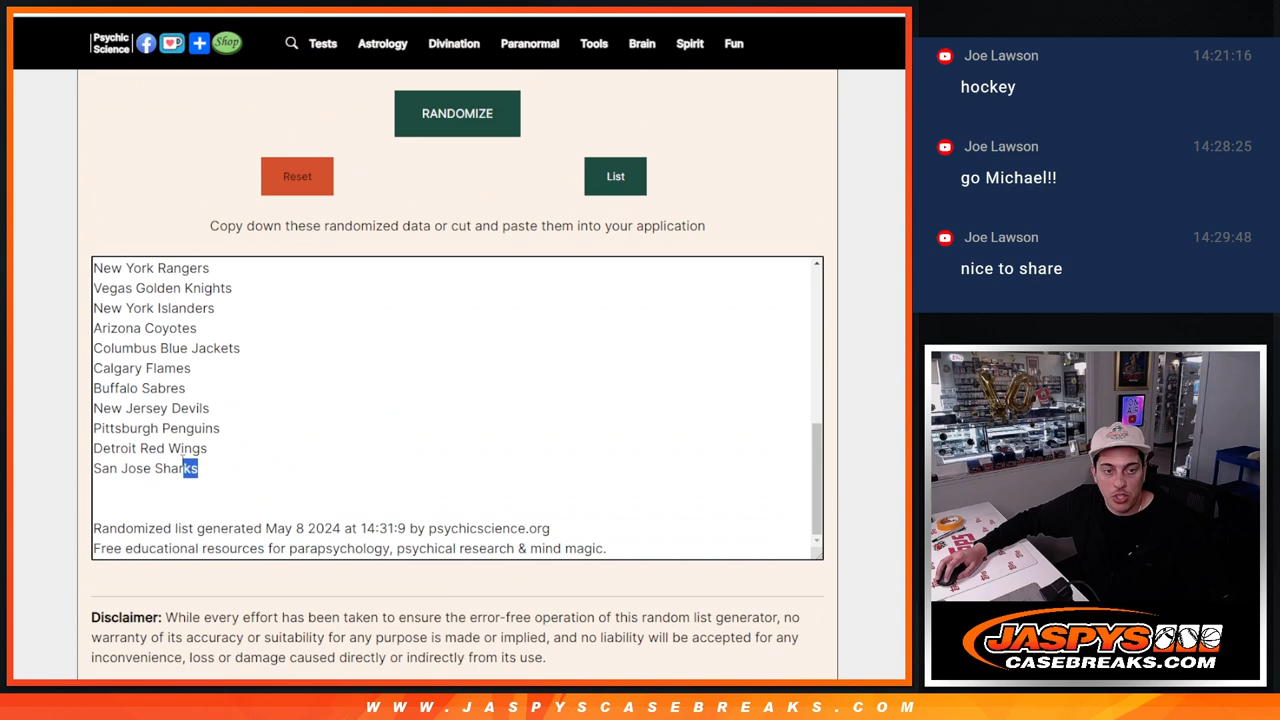 Psychic
Science
Shop
Tests
Astrology
Divination
Paranormal
Tools
Brain
Spirit
Fun
RANDOMIZE
Reset
List
Copy down these randomized data or cut and paste them into your application
New York Rangers
Vegas Golden Knights
New York Islanders
Arizona Coyotes
Columbus Blue Jackets
Calgary Flames
Buffalo Sabres
New Jersey Devils
Pittsburgh Penguins
Detroit Red Wings
San Jose Sharks
Randomized list generated May 8 2024 at 14:31:9 by psychicscience.org
Free educational resources for parapsychology, psychical research & mind magic.
Disclaimer: While every effort has been taken to ensure the error-free operation of this random list generator, no
warranty of its accuracy or suitability for any purpose is made or implied, and no liability will be accepted for any
inconvenience, loss or damage caused directly or indirectly from its use.
Joe Lawson 14:21:16
hockey
Joe Lawson 14:28:25
go Michael!!
Joe Lawson 14:29:48
nice to share
JASPYS
CASEBREAKS.COM
WWW.JASPYSCASEBREAKS.COM